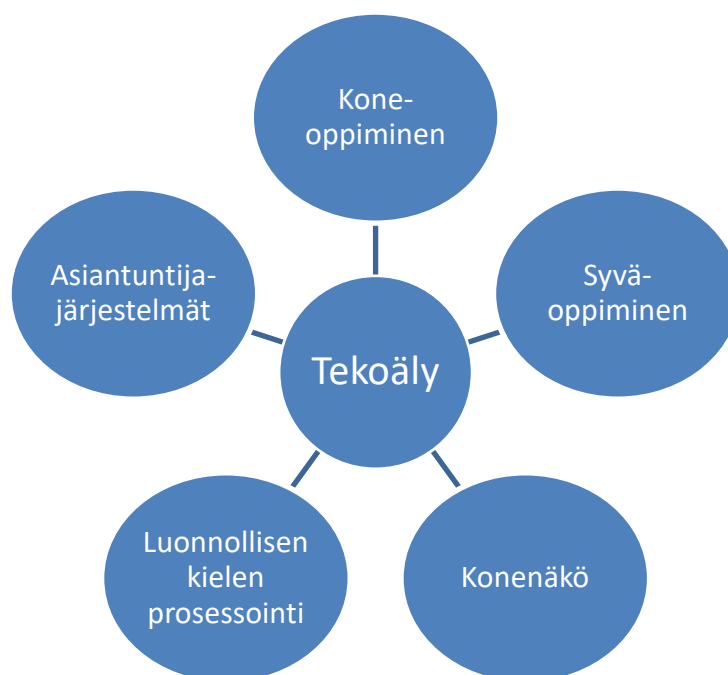 Kone-
oppiminen
Asiantuntija-
järjestelmät
Syvä-
oppiminen
Tekoäly
Luonnollisen
kielen
prosessointi
Konenäkö